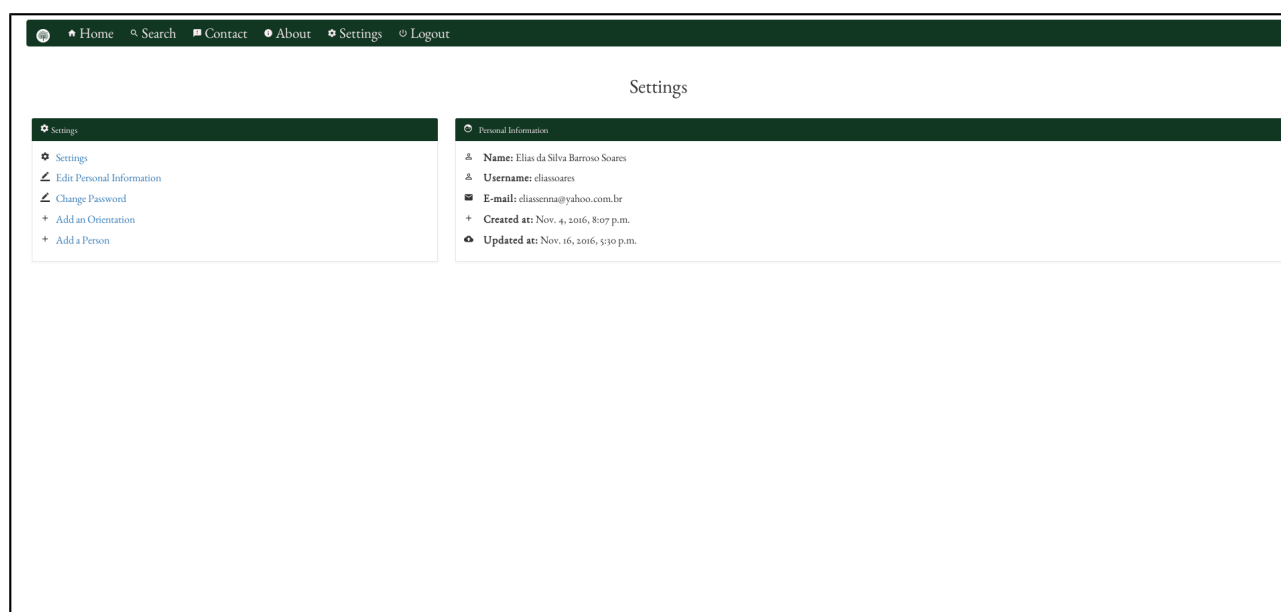 Home Search Contact About Settings Logout
Settings
Settings
Settings
Edit Personal Information
Change Password
Add an Orientation
Add a Person
Personal Information
Name: Elias da Silva Barroso Soares
Username: eliassoares
E-mail: eliassenna@yahoo.com.br
Created at: Nov. 4, 2016, 8:07 p.m.
Updated at: Nov. 16, 2016, 5:30 p.m.